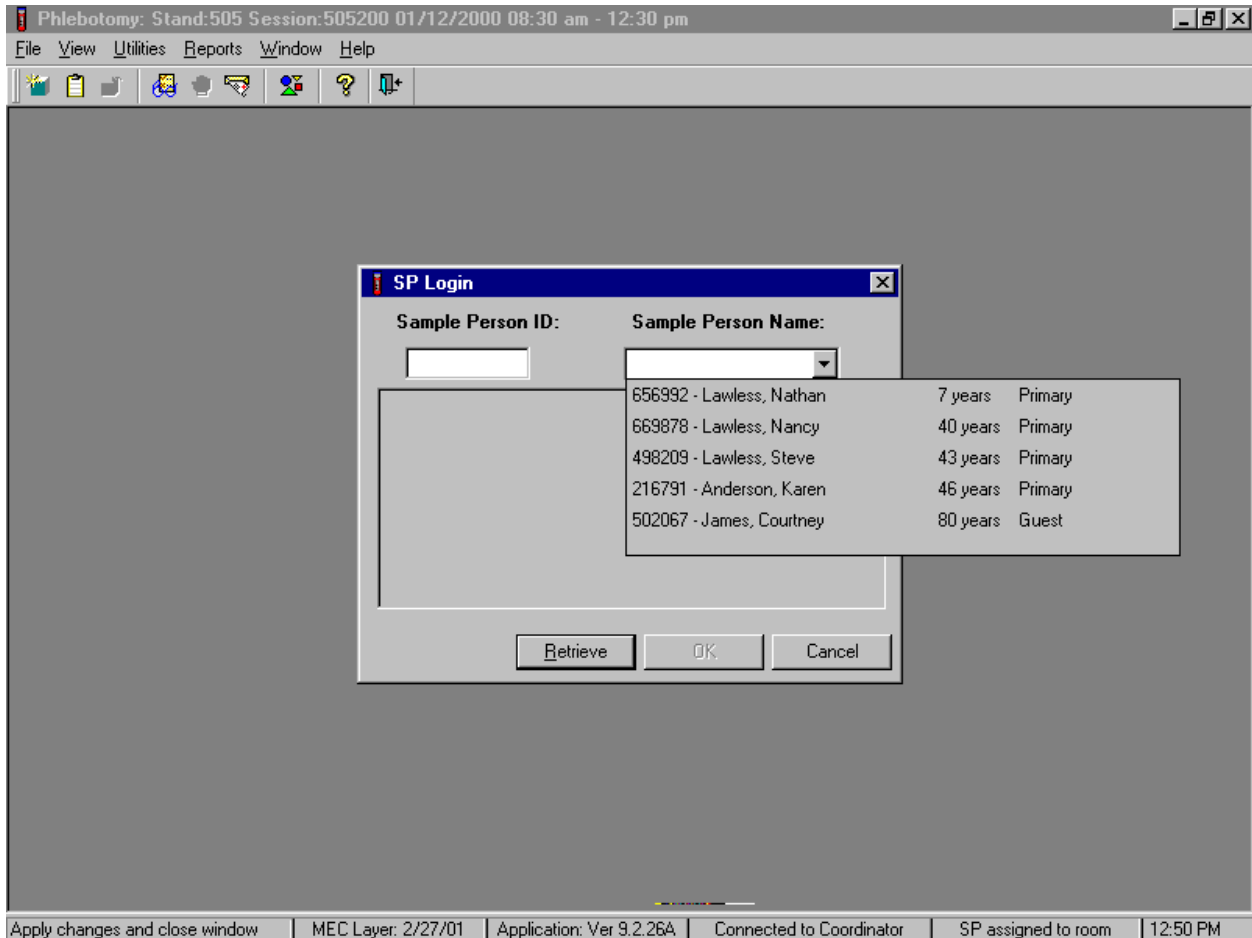 Phlebotomy: Stand:505 Session:505200 01/12/2000 08:30 am - 12:30 pm
File View Utilities Reports Window Help
SP Login
Sample Person ID: Sample Person Name:
656992 - Lawless, Nathan 7 years Primary
669878 - Lawless, Nancy 40 years Primary
498209 - Lawless, Steve 43 years Primary
216791 - Anderson, Karen 46 years Primary
502067 - James, Courtney 80 years Guest
Retrieve OK Cancel
Apply changes and close window MEC Layer: 2/27/01 Application: Ver 9.2.26A Connected to Coordinator SP assigned to room 12:50 PM